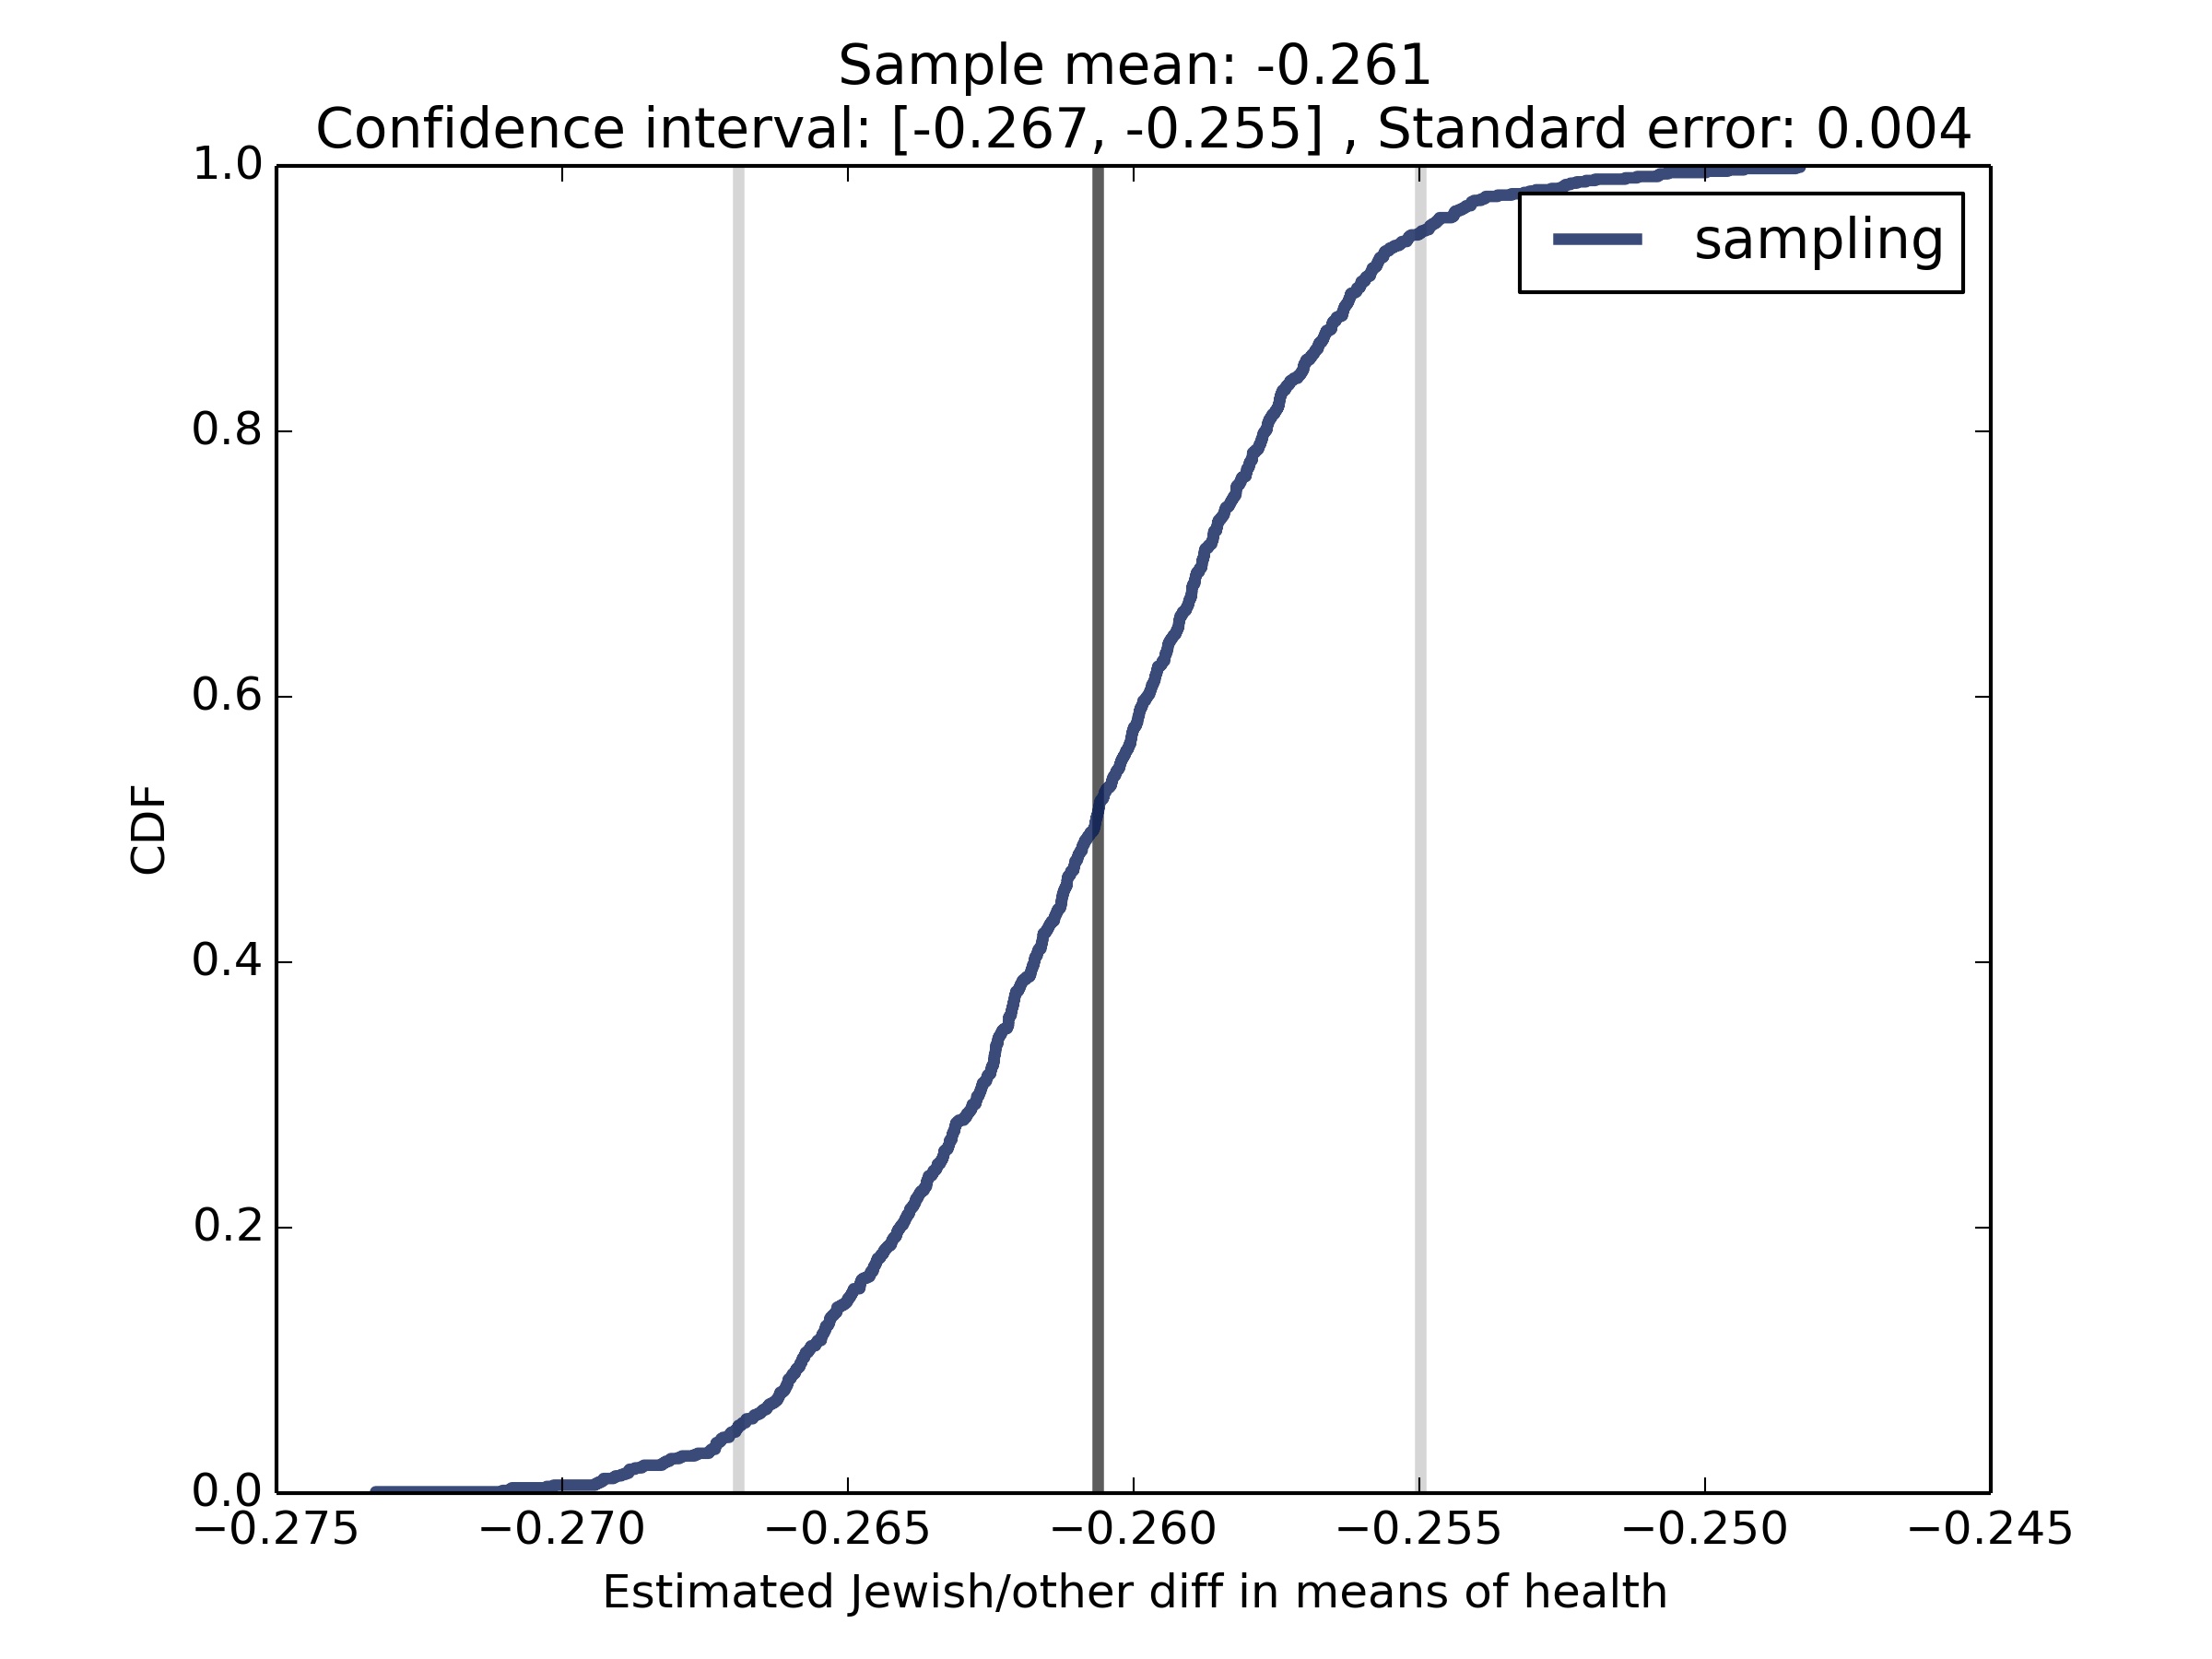 Sample mean: -0.261
Confidence interval: [-0.267, -0.255] , Standard error: 0.004
1.0
sampling
0.8
0.6
CDF
0.4
0.2
0.0
−0.275 −0.270 −0.265 −0.260 −0.255 −0.250 −0.245
Estimated Jewish/other diff in means of health